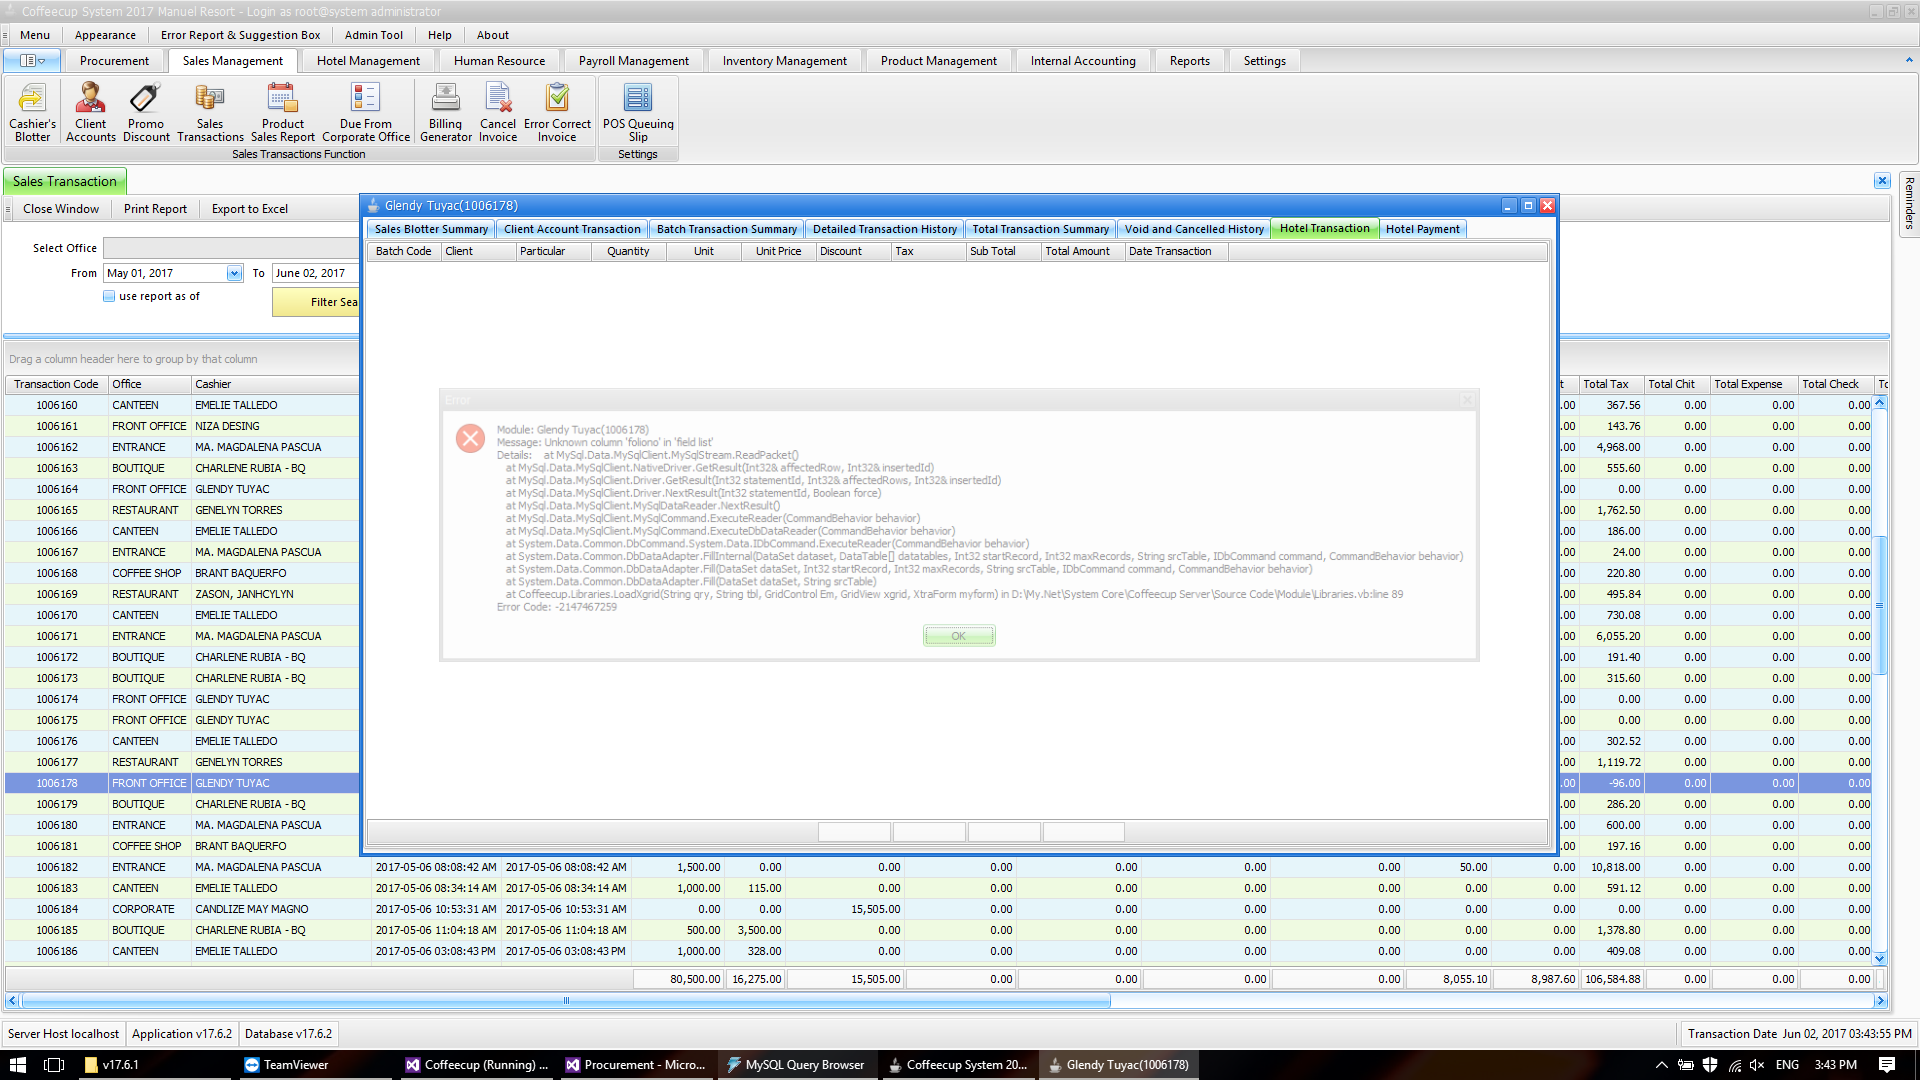 Coffeecup System 2017 Manuel Resort - Login as root@system administrator
Menu Appearance Error Report & Suggestion Box Admin Tool Help About
Procurement Sales Management Hotel Management Human Resource Payroll Management Inventory Management Product Management Internal Accounting Reports Settings
Cashier's Blotter
Client Accounts
Promo Discount
Sales Transactions
Product Sales Report
Due From Corporate Office
Billing Generator
Cancel Invoice
Error Correct Invoice
POS Queuing Slip
Sales Transactions Function
Settings
Reminders
Sales Transaction
Close Window Print Report Export to Excel
Select Office
From May 01, 2017 To June 02, 2017
use report as of
Filter Sea
Glendy Tuyac(1006178)
Sales Blotter Summary Client Account Transaction Batch Transaction Summary Detailed Transaction History Total Transaction Summary Void and Cancelled History Hotel Transaction Hotel Payment
Batch Code Client Particular Quantity Unit Unit Price Discount Tax Sub Total Total Amount Date Transaction
Error
Module: Glendy Tuyac(1006178)
Message: Unknown column 'foliono' in 'field list'
Details: at MySql.Data.MySqlClient.MySqlStream.ReadPacket()
at MySql.Data.MySqlClient.NativeDriver.GetResult(Int32& affectedRow, Int32& insertedId)
at MySql.Data.MySqlClient.Driver.GetResult(Int32 statementId, Int32& affectedRows, Int32& insertedId)
at MySql.Data.MySqlClient.Driver.NextResult(Int32 statementId, Boolean force)
at MySql.Data.MySqlClient.MySqlDataReader.NextResult()
at MySql.Data.MySqlClient.MySqlCommand.ExecuteReader(CommandBehavior behavior)
at MySql.Data.MySqlClient.MySqlCommand.ExecuteDbDataReader(CommandBehavior behavior)
at System.Data.Common.DbCommand.System.Data.IDbCommand.ExecuteReader(CommandBehavior behavior)
at System.Data.Common.DbDataAdapter.FillInternal(DataSet dataset, DataTable[] datatables, Int32 startRecord, Int32 maxRecords, String srcTable, IDbCommand command, CommandBehavior behavior)
at System.Data.Common.DbDataAdapter.Fill(DataSet dataSet, Int32 startRecord, Int32 maxRecords, String srcTable, IDbCommand command, CommandBehavior behavior)
at System.Data.Common.DbDataAdapter.Fill(DataSet dataSet, String srcTable)
at Coffeecup.Libraries.LoadXgrid(String qry, String tbl, GridControl Em, GridView xgrid, XtraForm myform) in D:\My.Net\System Core\Coffeecup Server\Source Code\Module\Libraries.vb:line 89
Error Code: -2147467259
OK
Drag a column header here to group by that column
Transaction Code Office Cashier t Total Tax Total Chit Total Expense Total Check To
1006160 CANTEEN EMELIE TALLEDO .00 367.56 0.00 0.00 0.00
1006161 FRONT OFFICE NIZA DESING .00 143.76 0.00 0.00 0.00
1006162 ENTRANCE MA. MAGDALENA PASCUA .00 4,968.00 0.00 0.00 0.00
1006163 BOUTIQUE CHARLENE RUBIA - BQ .00 555.60 0.00 0.00 0.00
1006164 FRONT OFFICE GLENDY TUYAC .00 0.00 0.00 0.00 0.00
1006165 RESTAURANT GENELYN TORRES .00 1,762.50 0.00 0.00 0.00
1006166 CANTEEN EMELIE TALLEDO .00 186.00 0.00 0.00 0.00
1006167 ENTRANCE MA. MAGDALENA PASCUA .00 24.00 0.00 0.00 0.00
1006168 COFFEE SHOP BRANT BAQUERFO .00 220.80 0.00 0.00 0.00
1006169 RESTAURANT ZASON, JANHCYLYN .00 495.84 0.00 0.00 0.00
1006170 CANTEEN EMELIE TALLEDO .00 730.08 0.00 0.00 0.00
1006171 ENTRANCE MA. MAGDALENA PASCUA .00 6,055.20 0.00 0.00 0.00
1006172 BOUTIQUE CHARLENE RUBIA - BQ .00 191.40 0.00 0.00 0.00
1006173 BOUTIQUE CHARLENE RUBIA - BQ .00 315.60 0.00 0.00 0.00
1006174 FRONT OFFICE GLENDY TUYAC .00 0.00 0.00 0.00 0.00
1006175 FRONT OFFICE GLENDY TUYAC .00 0.00 0.00 0.00 0.00
1006176 CANTEEN EMELIE TALLEDO .00 302.52 0.00 0.00 0.00
1006177 RESTAURANT GENELYN TORRES .00 1,119.72 0.00 0.00 0.00
1006178 FRONT OFFICE GLENDY TUYAC .00 -96.00 0.00 0.00 0.00
1006179 BOUTIQUE CHARLENE RUBIA - BQ .00 286.20 0.00 0.00 0.00
1006180 ENTRANCE MA. MAGDALENA PASCUA .00 600.00 0.00 0.00 0.00
1006181 COFFEE SHOP BRANT BAQUERFO .00 197.16 0.00 0.00 0.00
1006182 ENTRANCE MA. MAGDALENA PASCUA 2017-05-06 08:08:42 AM 2017-05-06 08:08:42 AM 1,500.00 0.00 0.00 0.00 0.00 0.00 0.00 50.00 0.00 10,818.00 0.00 0.00 0.00
1006183 CANTEEN EMELIE TALLEDO 2017-05-06 08:34:14 AM 2017-05-06 08:34:14 AM 1,000.00 115.00 0.00 0.00 0.00 0.00 0.00 0.00 0.00 591.12 0.00 0.00 0.00
1006184 CORPORATE CANDLIZE MAY MAGNO 2017-05-06 10:53:31 AM 2017-05-06 10:53:31 AM 0.00 0.00 15,505.00 0.00 0.00 0.00 0.00 0.00 0.00 0.00 0.00 0.00 0.00
1006185 BOUTIQUE CHARLENE RUBIA - BQ 2017-05-06 11:04:18 AM 2017-05-06 11:04:18 AM 500.00 3,500.00 0.00 0.00 0.00 0.00 0.00 0.00 0.00 1,378.80 0.00 0.00 0.00
1006186 CANTEEN EMELIE TALLEDO 2017-05-06 03:08:43 PM 2017-05-06 03:08:43 PM 1,000.00 328.00 0.00 0.00 0.00 0.00 0.00 0.00 0.00 409.08 0.00 0.00 0.00
80,500.00 16,275.00 15,505.00 0.00 0.00 0.00 0.00 8,055.10 8,987.60 106,584.88 0.00 0.00 0.00
Server Host localhost Application v17.6.2 Database v17.6.2 Transaction Date Jun 02, 2017 03:43:55 PM
v17.6.1 TeamViewer Coffeecup (Running) ... Procurement - Micro... MySQL Query Browser Coffeecup System 20... Glendy Tuyac(1006178) ENG 3:43 PM